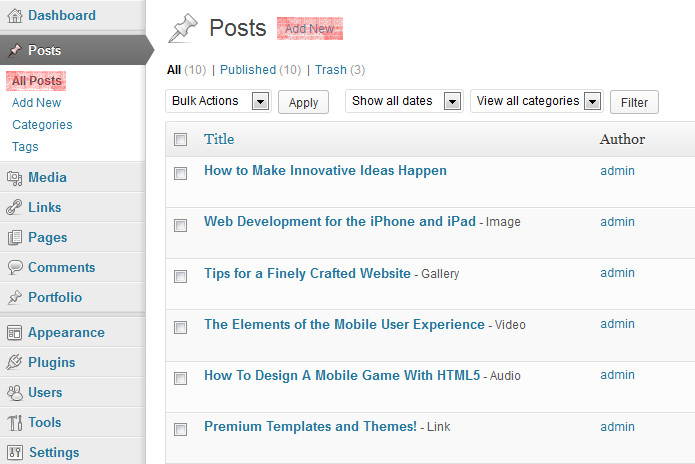 Dashboard
Posts
All Posts
Add New
Categories
Tags
Media
Links
Pages
Comments
Portfolio
Appearance
Plugins
Users
Tools
Settings
Posts Add New
All (10) | Published (10) | Trash (3)
Bulk Actions Apply Show all dates View all categories Filter
Title Author
How to Make Innovative Ideas Happen admin
Web Development for the iPhone and iPad - Image admin
Tips for a Finely Crafted Website - Gallery admin
The Elements of the Mobile User Experience - Video admin
How To Design A Mobile Game With HTML5 - Audio admin
Premium Templates and Themes! - Link admin